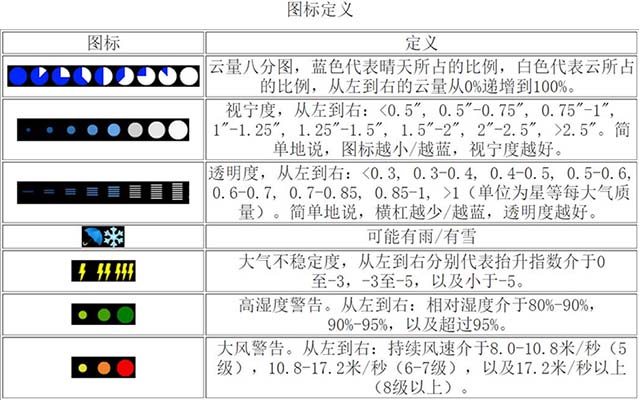 图标定义
图标
定义
云量八分图，蓝色代表晴天所占的比例，白色代表云所占
的比例，从左到右的云量从0%递增到100%。
视宁度，从左到右：<0.5", 0.5"-0.75", 0.75"-1",
1"-1.25", 1.25"-1.5", 1.5"-2", 2"-2.5", >2.5"。简
单地说，图标越小/越蓝，视宁度越好。
透明度，从左到右：<0.3, 0.3-0.4, 0.4-0.5, 0.5-0.6,
0.6-0.7, 0.7-0.85, 0.85-1, >1（单位为星等每大气质
量）。简单地说，横杠越少/越蓝，透明度越好。
可能有雨/有雪
大气不稳定度，从左到右分别代表抬升指数介于0
至-3，-3至-5，以及小于-5。
高湿度警告。从左到右：相对湿度介于80%-90%，
90%-95%，以及超过95%。
大风警告。从左到右：持续风速介于8.0-10.8米/秒（5
级），10.8-17.2米/秒（6-7级），以及17.2米/秒以上
（8级以上）。